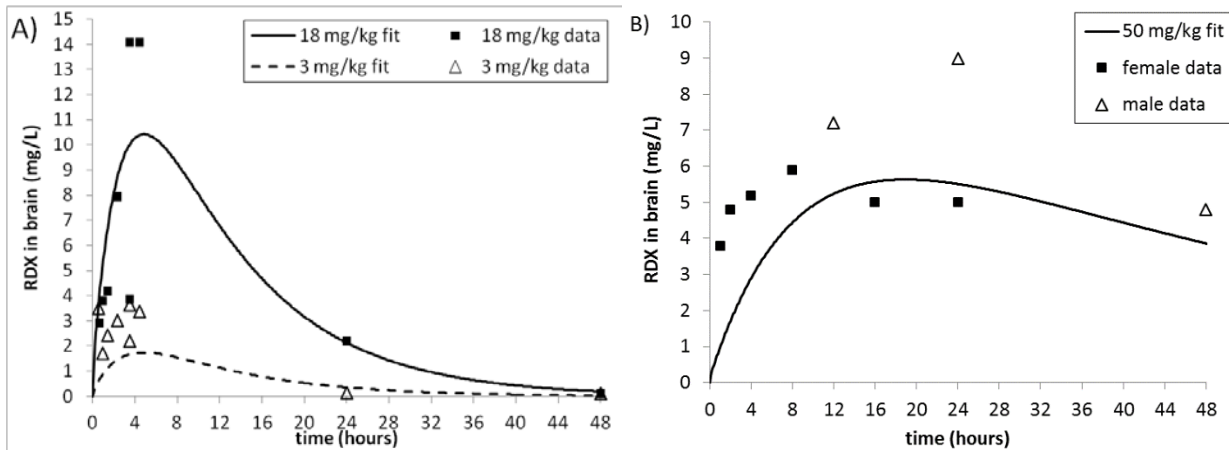 A)
15
14
13
12
11
10
9
8
7
6
5
4
3
2
1
0
RDX in brain (mg/L)
18 mg/kg fit 18 mg/kg data
3 mg/kg fit 3 mg/kg data
0 4 8 12 16 20 24 28 32 36 40 44 48
time (hours)
B)
10
9
8
7
6
5
4
3
2
1
0
RDX in brain (mg/L)
50 mg/kg fit
female data
male data
0 4 8 12 16 20 24 28 32 36 40 44 48
time (hours)